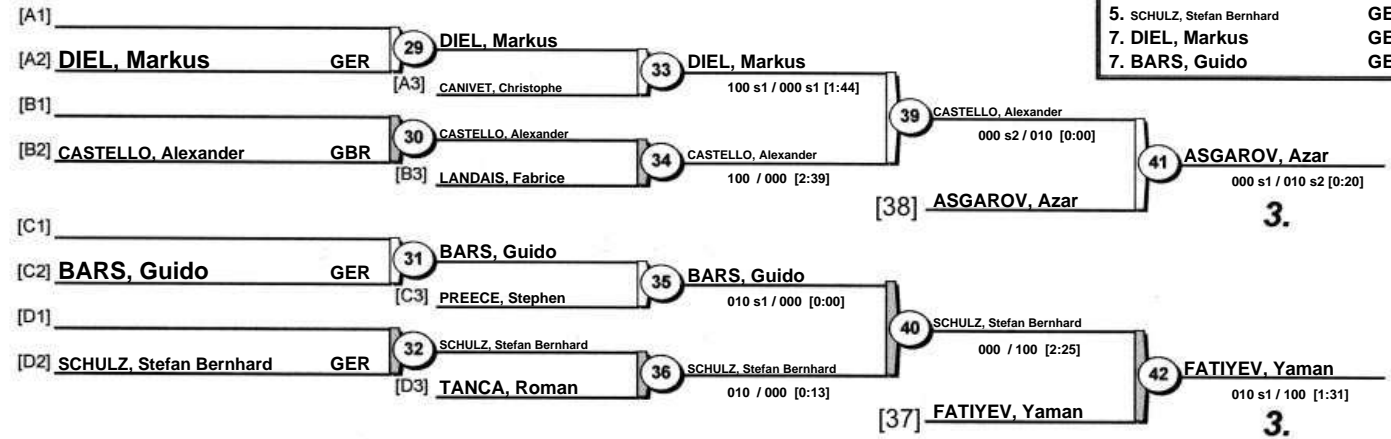 5. SCHULZ, Stefan Bernhard
7. DIEL, Markus
7. BARS, Guido
[A1]
[A2] DIEL, Markus GER
29 DIEL, Markus
[A3] CANIVET, Christophe
33 DIEL, Markus
100 s1 / 000 s1 [1:44]
[B1]
[B2] CASTELLO, Alexander GBR
30 CASTELLO, Alexander
[B3] LANDAIS, Fabrice
34 CASTELLO, Alexander
100 / 000 [2:39]
39 CASTELLO, Alexander
000 s2 / 010 [0:00]
[38] ASGAROV, Azar
41 ASGAROV, Azar
000 s1 / 010 s2 [0:20]
3.
[C1]
[C2] BARS, Guido GER
31 BARS, Guido
[C3] PREECE, Stephen
35 BARS, Guido
010 s1 / 000 [0:00]
[D1]
[D2] SCHULZ, Stefan Bernhard GER
32 SCHULZ, Stefan Bernhard
[D3] TANCA, Roman
36 SCHULZ, Stefan Bernhard
010 / 000 [0:13]
40 SCHULZ, Stefan Bernhard
000 / 100 [2:25]
[37] FATIYEV, Yaman
42 FATIYEV, Yaman
010 s1 / 100 [1:31]
3.